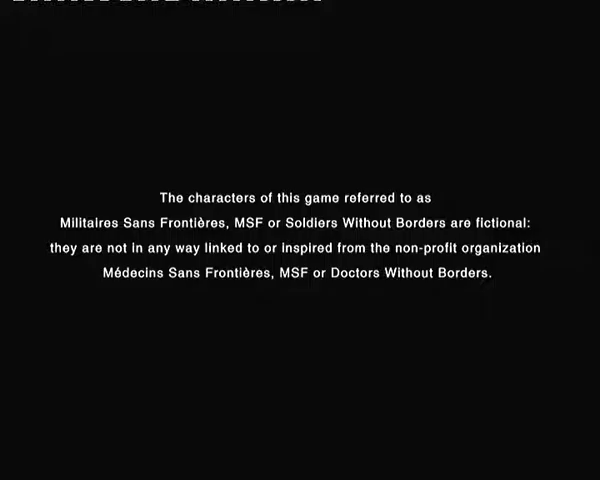 The characters of this game referred to as
Militaires Sans Frontières, MSF or Soldiers Without Borders are fictional:
they are not in any way linked to or inspired from the non-profit organization
Médecins Sans Frontières, MSF or Doctors Without Borders.